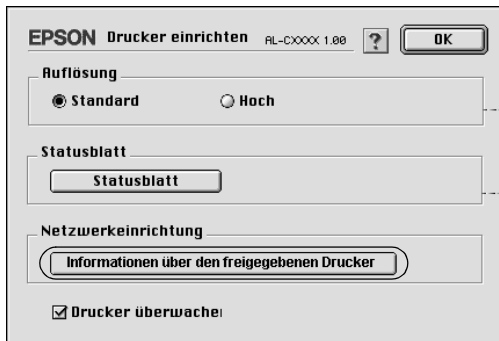 EPSON Drucker einrichten AL-CXXXX 1.00 ? OK
Auflösung
Standard Hoch
Statusblatt
Statusblatt
Netzwerkeinrichtung
Informationen über den freigegebenen Drucker
Drucker überwache